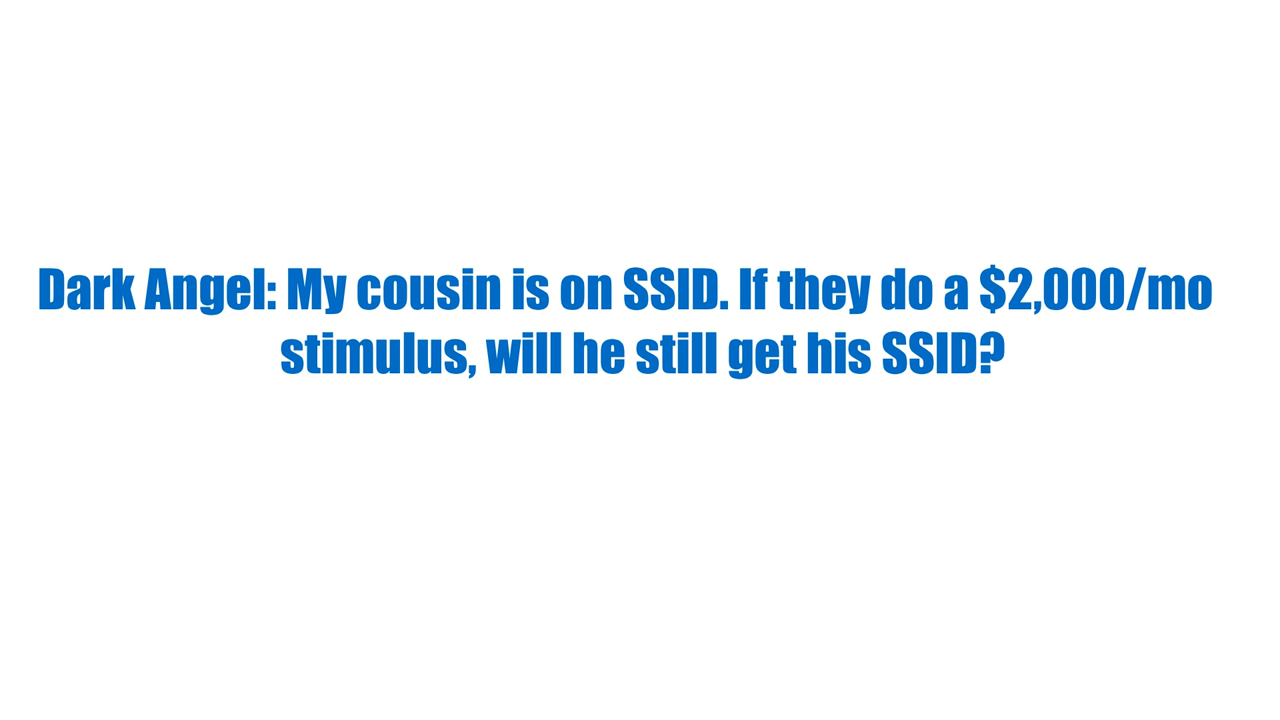 Dark Angel: My cousin is on SSID. If they do a $2,000/mo
stimulus, will he still get his SSID?